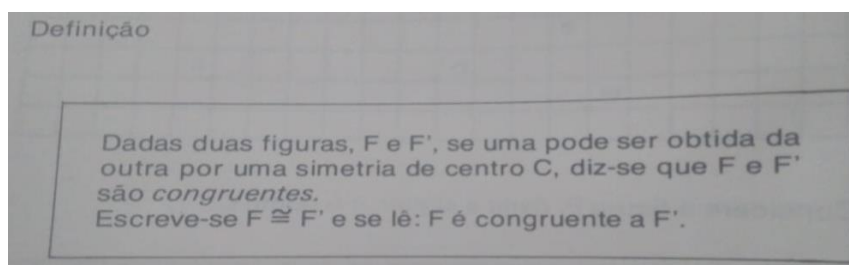 Definição
Dadas duas figuras, F e F', se uma pode ser obtida da
outra por uma simetria de centro C, diz-se que F e F'
são congruentes.
Escreve-se F ≅ F' e se lê: F é congruente a F'.